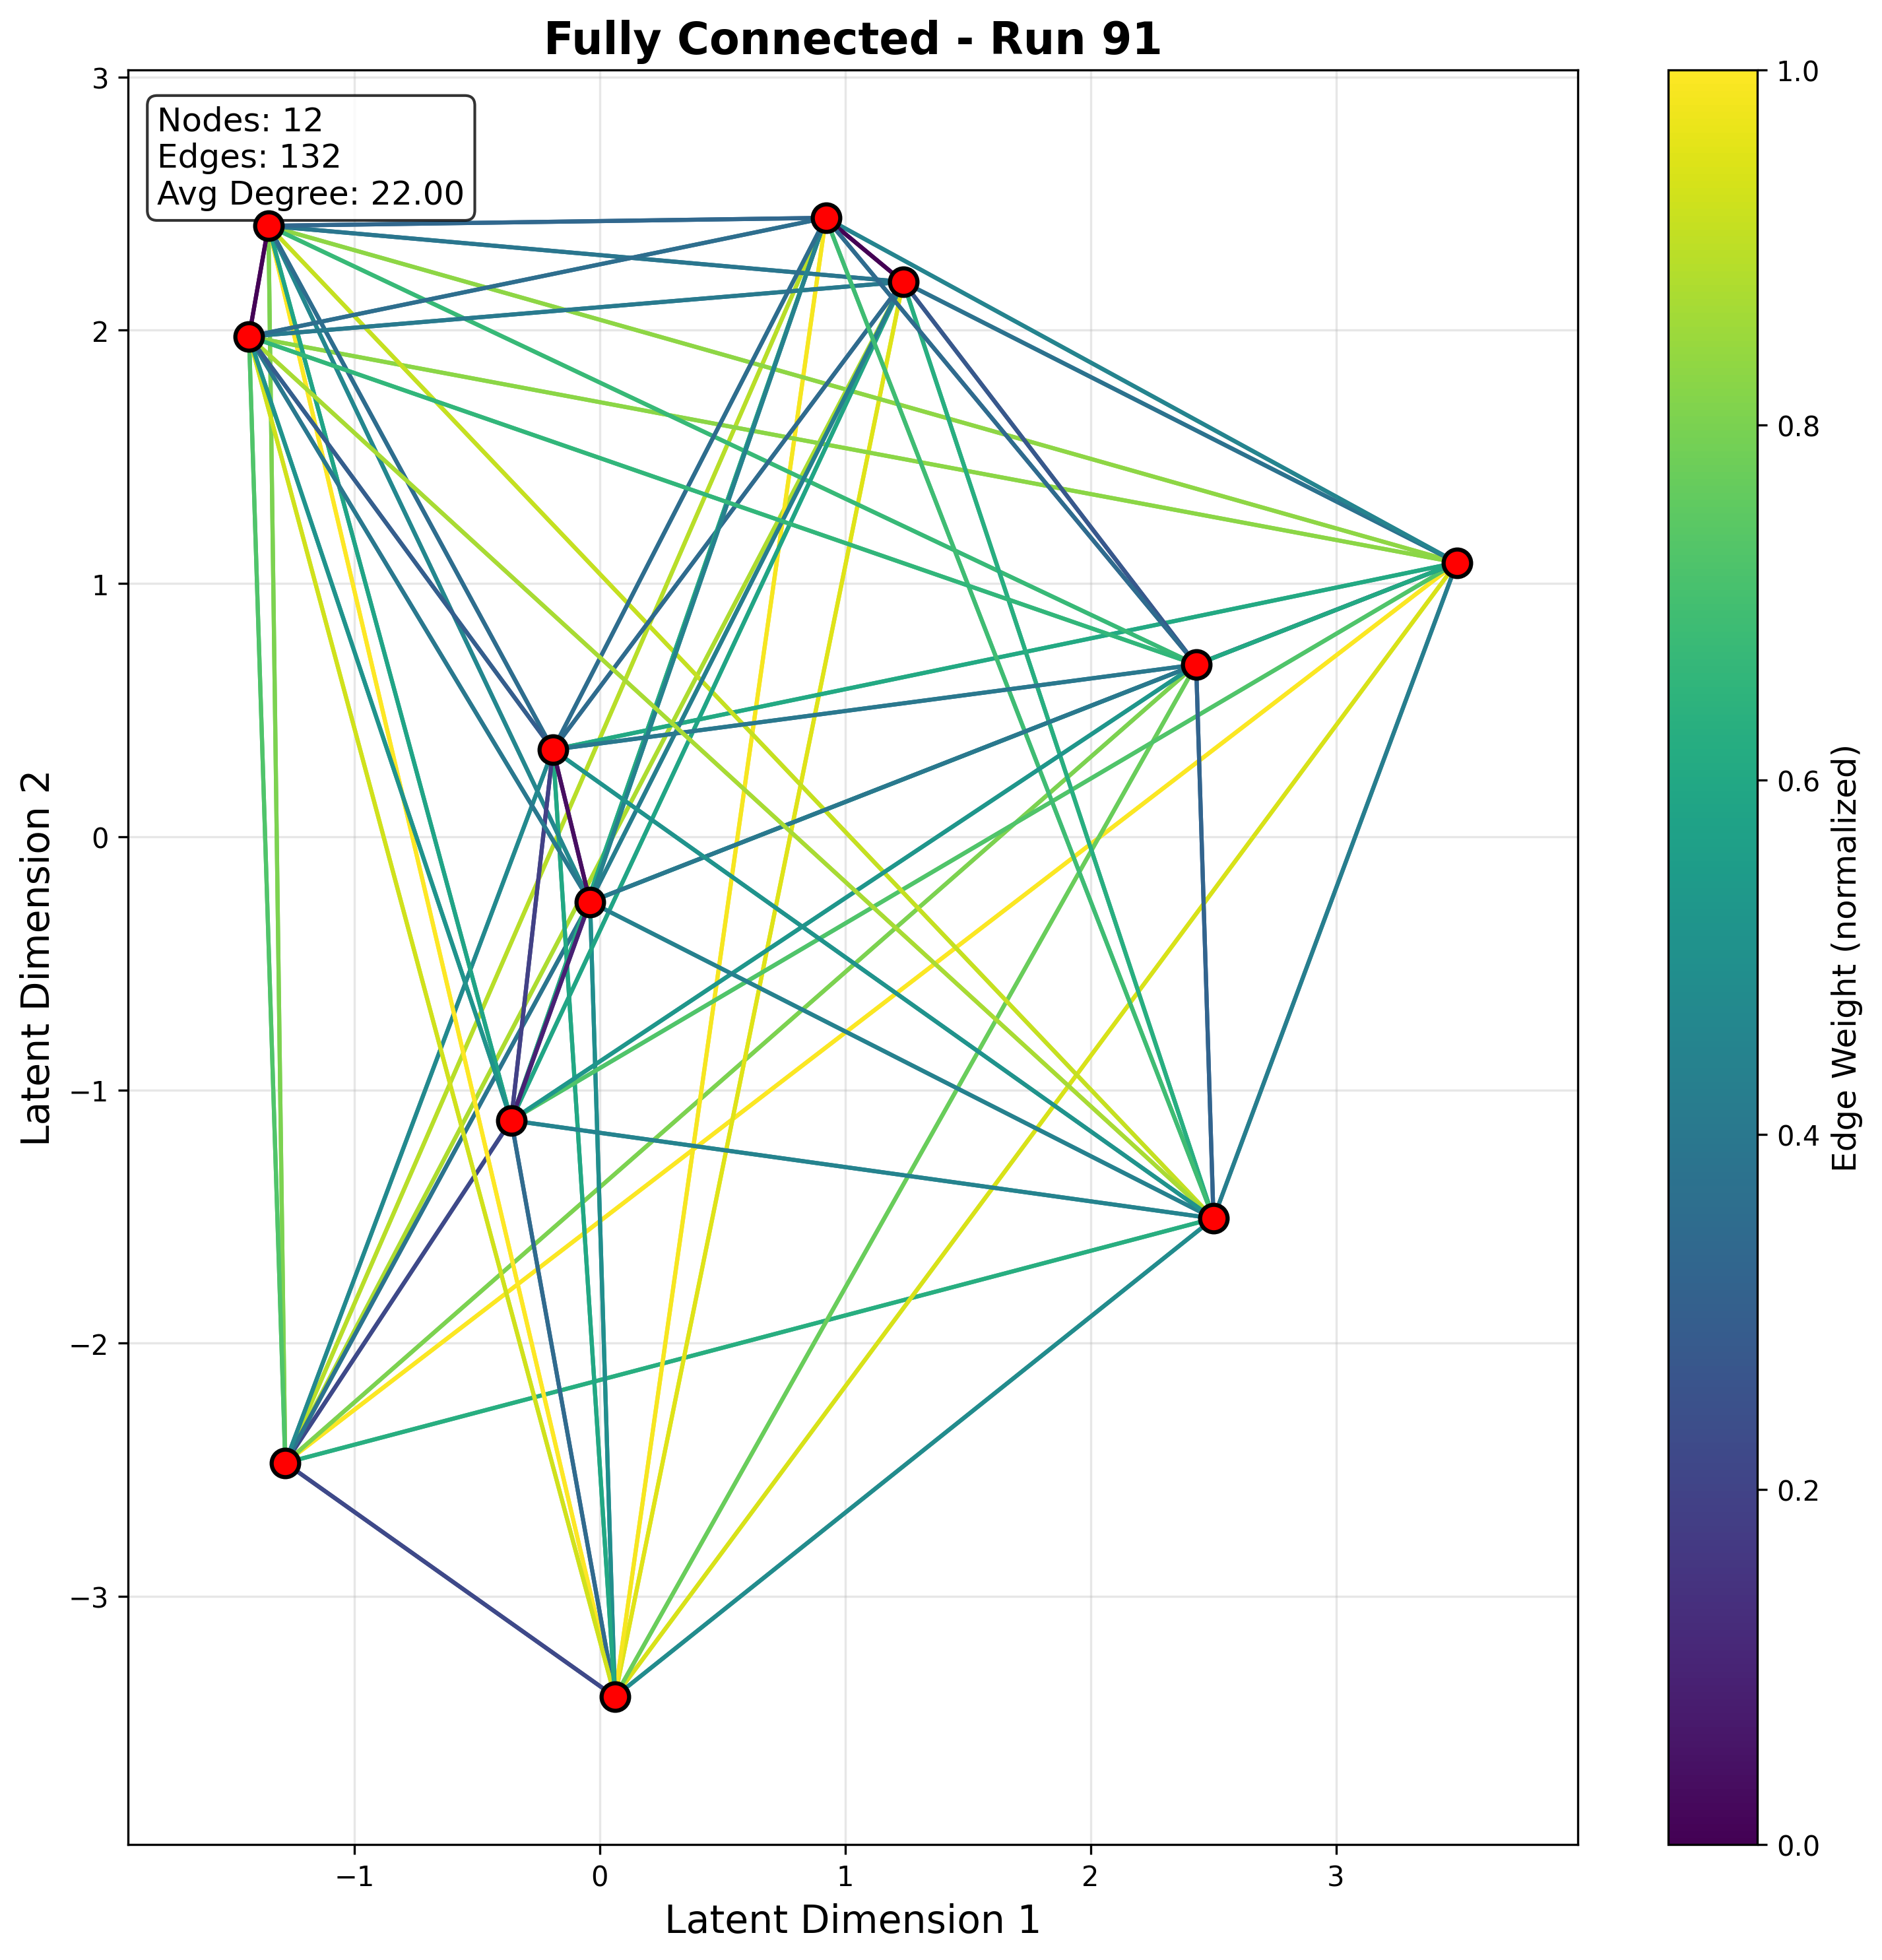 Fully Connected - Run 91
Nodes: 12
Edges: 132
Avg Degree: 22.00
3
2
1
0
−1
−2
−3
−1
0
1
2
3
Latent Dimension 1
Latent Dimension 2
1.0
0.8
0.6
0.4
0.2
0.0
Edge Weight (normalized)